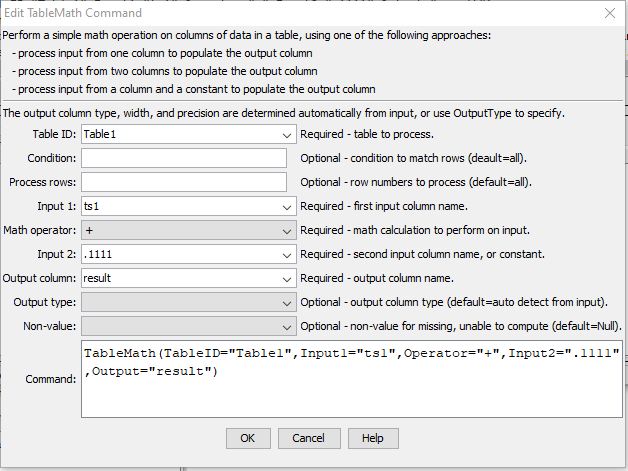 Edit TableMath Command
Perform a simple math operation on columns of data in a table, using one of the following approaches:
- process input from one column to populate the output column
- process input from two columns to populate the output column
- process input from a column and a constant to populate the output column
The output column type, width, and precision are determined automatically from input, or use OutputType to specify.
Table ID: Table1 Required - table to process.
Condition: Optional - condition to match rows (deault=all).
Process rows: Optional - row numbers to process (default=all).
Input 1: ts1 Required - first input column name.
Math operator: + Required - math calculation to perform on input.
Input 2: .1111 Required - second input column name, or constant.
Output column: result Required - output column name.
Output type: Optional - output column type (default=auto detect from input).
Non-value: Optional - non-value for missing, unable to compute (default=Null).
TableMath(TableID="Table1",Input1="ts1",Operator="+",Input2=".1111"
,Output="result")
Command:
OK Cancel Help